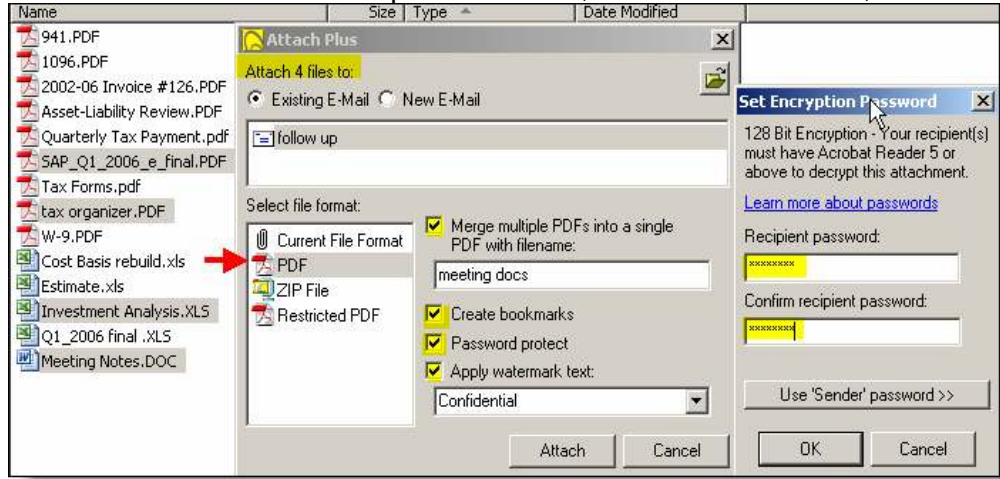 Name Size Type Date Modified
941.PDF
1096.PDF
2002-06 Invoice #126.PDF
Asset-Liability Review.PDF
Quarterly Tax Payment.pdf
SAP_Q1_2006_e_final.PDF
Tax Forms.pdf
tax organizer.PDF
W-9.PDF
Cost Basis rebuild.xls
Estimate.xls
Investment Analysis.XLS
Q1_2006 final .XLS
Meeting Notes.DOC
Attach Plus
Attach 4 files to:
Existing E-Mail New E-Mail
follow up
Select file format:
Current File Format
PDF
ZIP File
Restricted PDF
Merge multiple PDFs into a single
PDF with filename:
meeting docs
Create bookmarks
Password protect
Apply watermark text:
Confidential
Attach Cancel
Set Encryption Password
128 Bit Encryption - Your recipient(s)
must have Acrobat Reader 5 or
above to decrypt this attachment.
Learn more about passwords
Recipient password:
××××××××
Confirm recipient password:
××××××××
Use 'Sender' password >>
OK Cancel